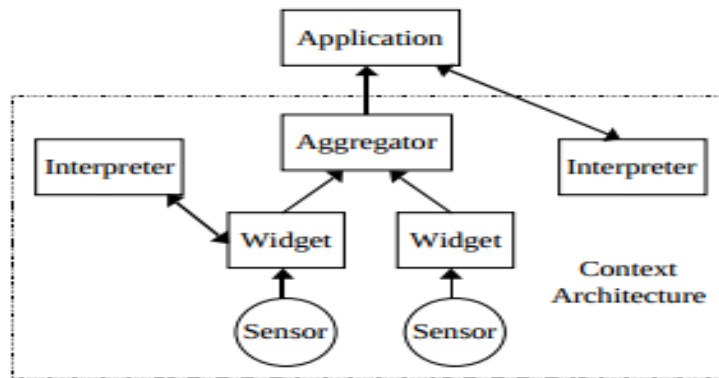 Application
Aggregator
Interpreter
Interpreter
Widget
Widget
Context
Architecture
Sensor
Sensor